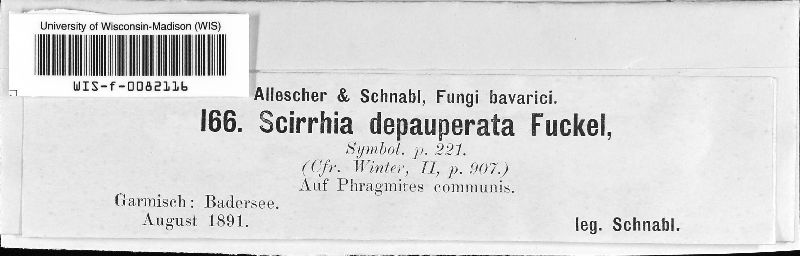 University of Wisconsin-Madison (WIS)
WIS-f-0082116
Allescher & Schnabl, Fungi bavarici.
166. Scirrhia depauperata Fuckel,
Symbol. p. 221.
(Cfr. Winter, II, p. 907.)
Auf Phragmites communis.
Garmisch: Badersee.
August 1891.
leg. Schnabl.